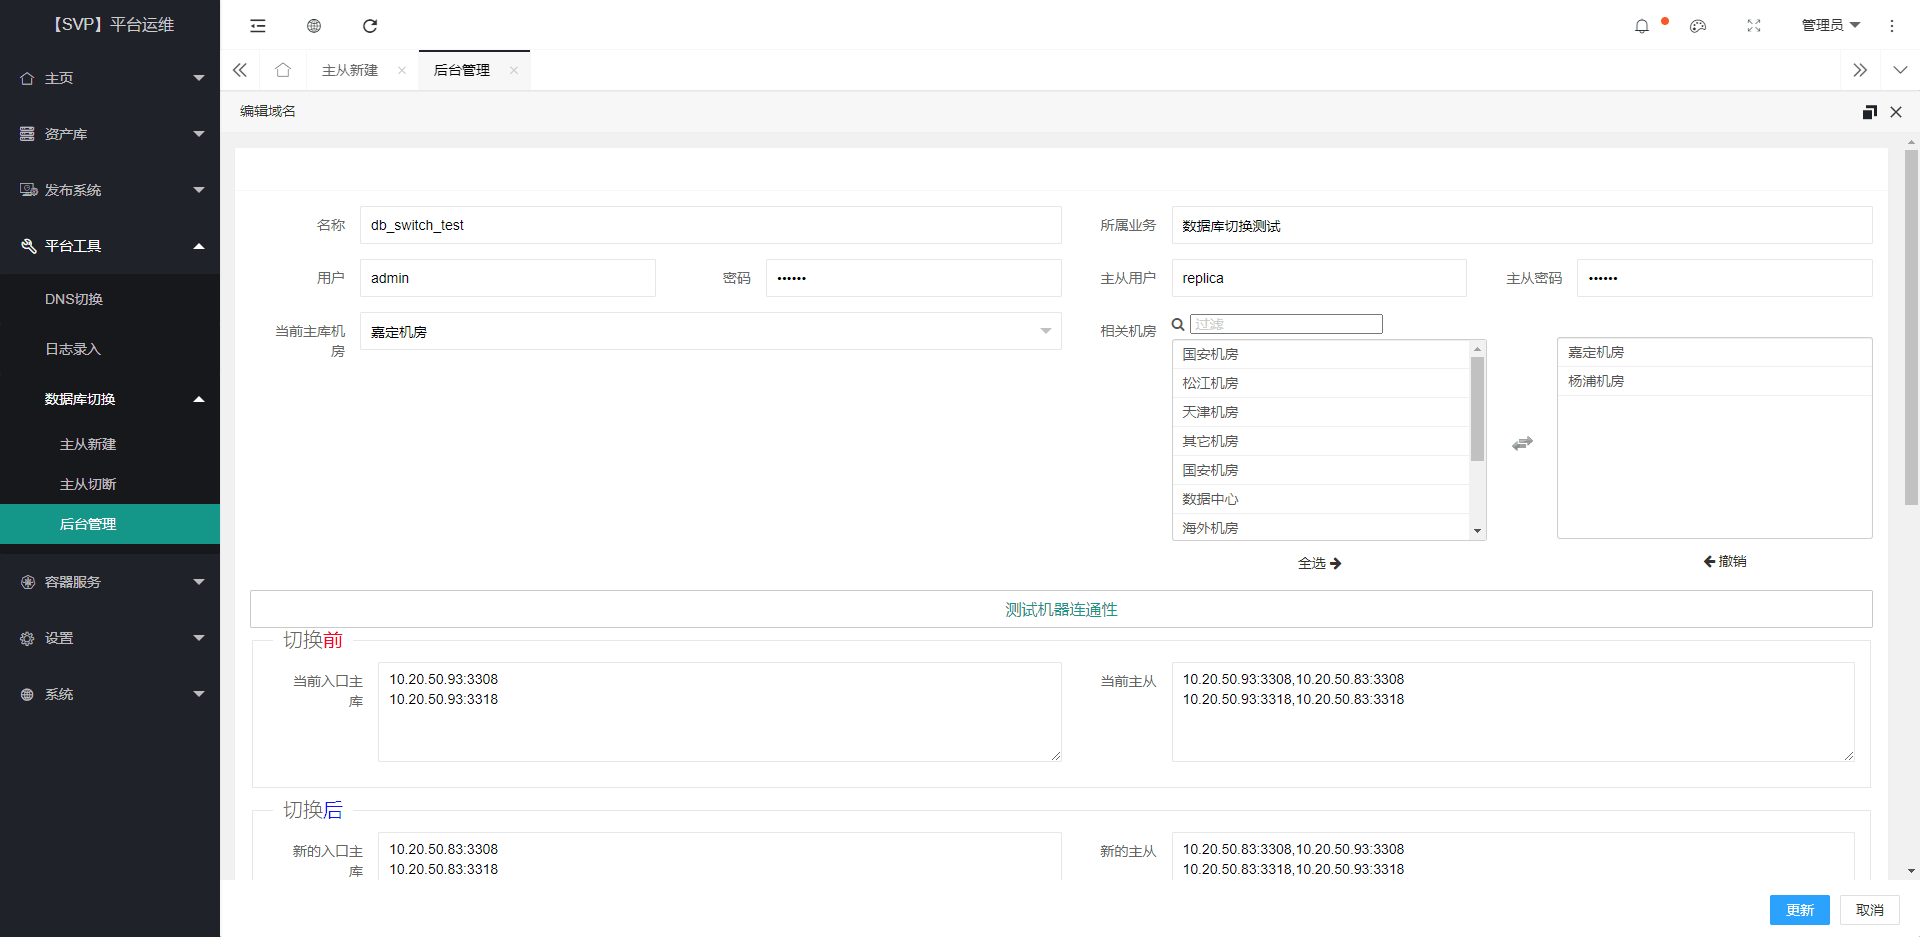 【SVP】平台运维
管理员
主页
资产库
发布系统
平台工具
DNS切换
日志录入
数据库切换
主从新建
主从切断
后台管理
容器服务
设置
系统
主从新建
后台管理
编辑域名
名称
db_switch_test
所属业务
数据库切换测试
用户
admin
密码
••••••
主从用户
replica
主从密码
••••••
当前主库机
房
嘉定机房
相关机房
过滤
国安机房
松江机房
天津机房
其它机房
国安机房
数据中心
海外机房
全选
嘉定机房
杨浦机房
撤销
测试机器连通性
切换前
当前入口主
库
10.20.50.93:3308
10.20.50.93:3318
当前主从
10.20.50.93:3308,10.20.50.83:3308
10.20.50.93:3318,10.20.50.83:3318
切换后
新的入口主
库
10.20.50.83:3308
10.20.50.83:3318
新的主从
10.20.50.83:3308,10.20.50.93:3308
10.20.50.83:3318,10.20.50.93:3318
更新
取消